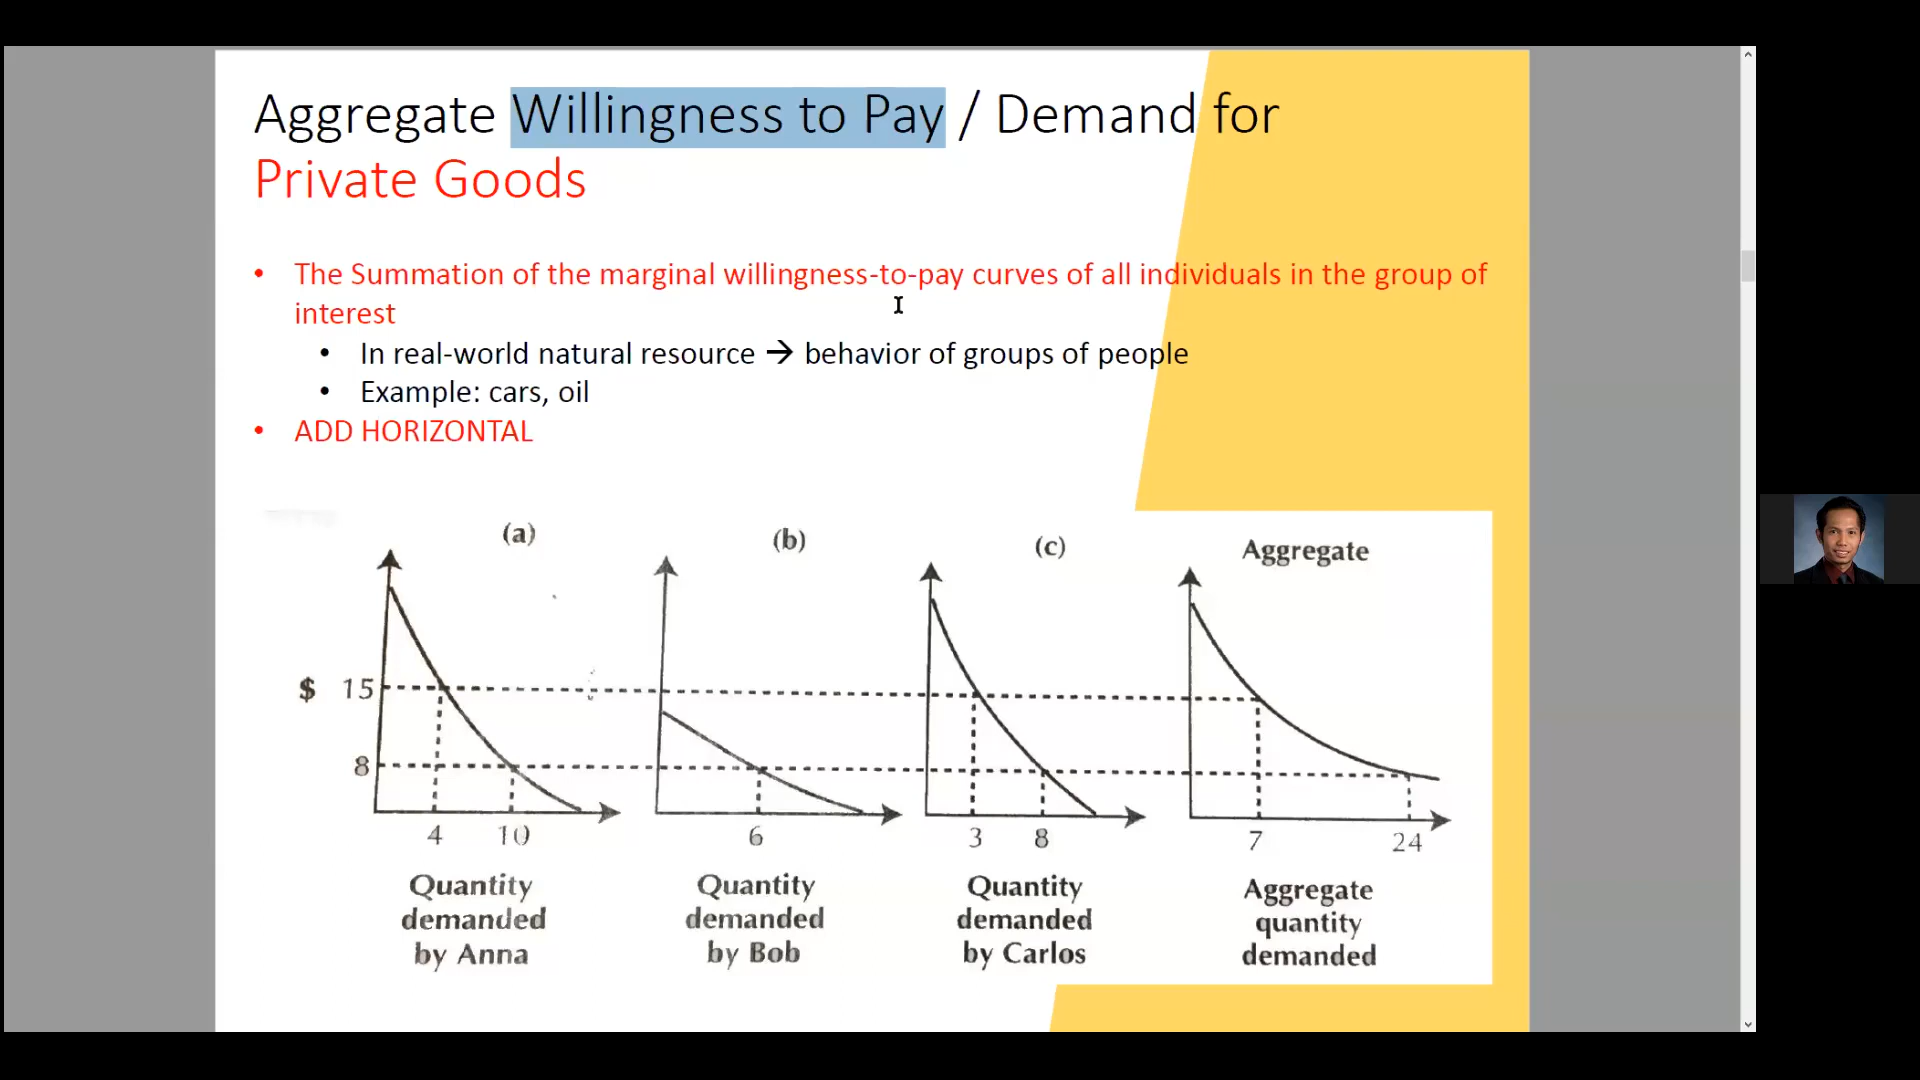 Aggregate Willingness to Pay / Demand for
Private Goods
• The Summation of the marginal willingness-to-pay curves of all individuals in the group of
interest
• In real-world natural resource → behavior of groups of people
• Example: cars, oil
• ADD HORIZONTAL
(a) (b) (c) Aggregate
$ 15
8
4 10 6 3 8 7 24
Quantity
demanded
by Anna
Quantity
demanded
by Bob
Quantity
demanded
by Carlos
Aggregate
quantity
demanded